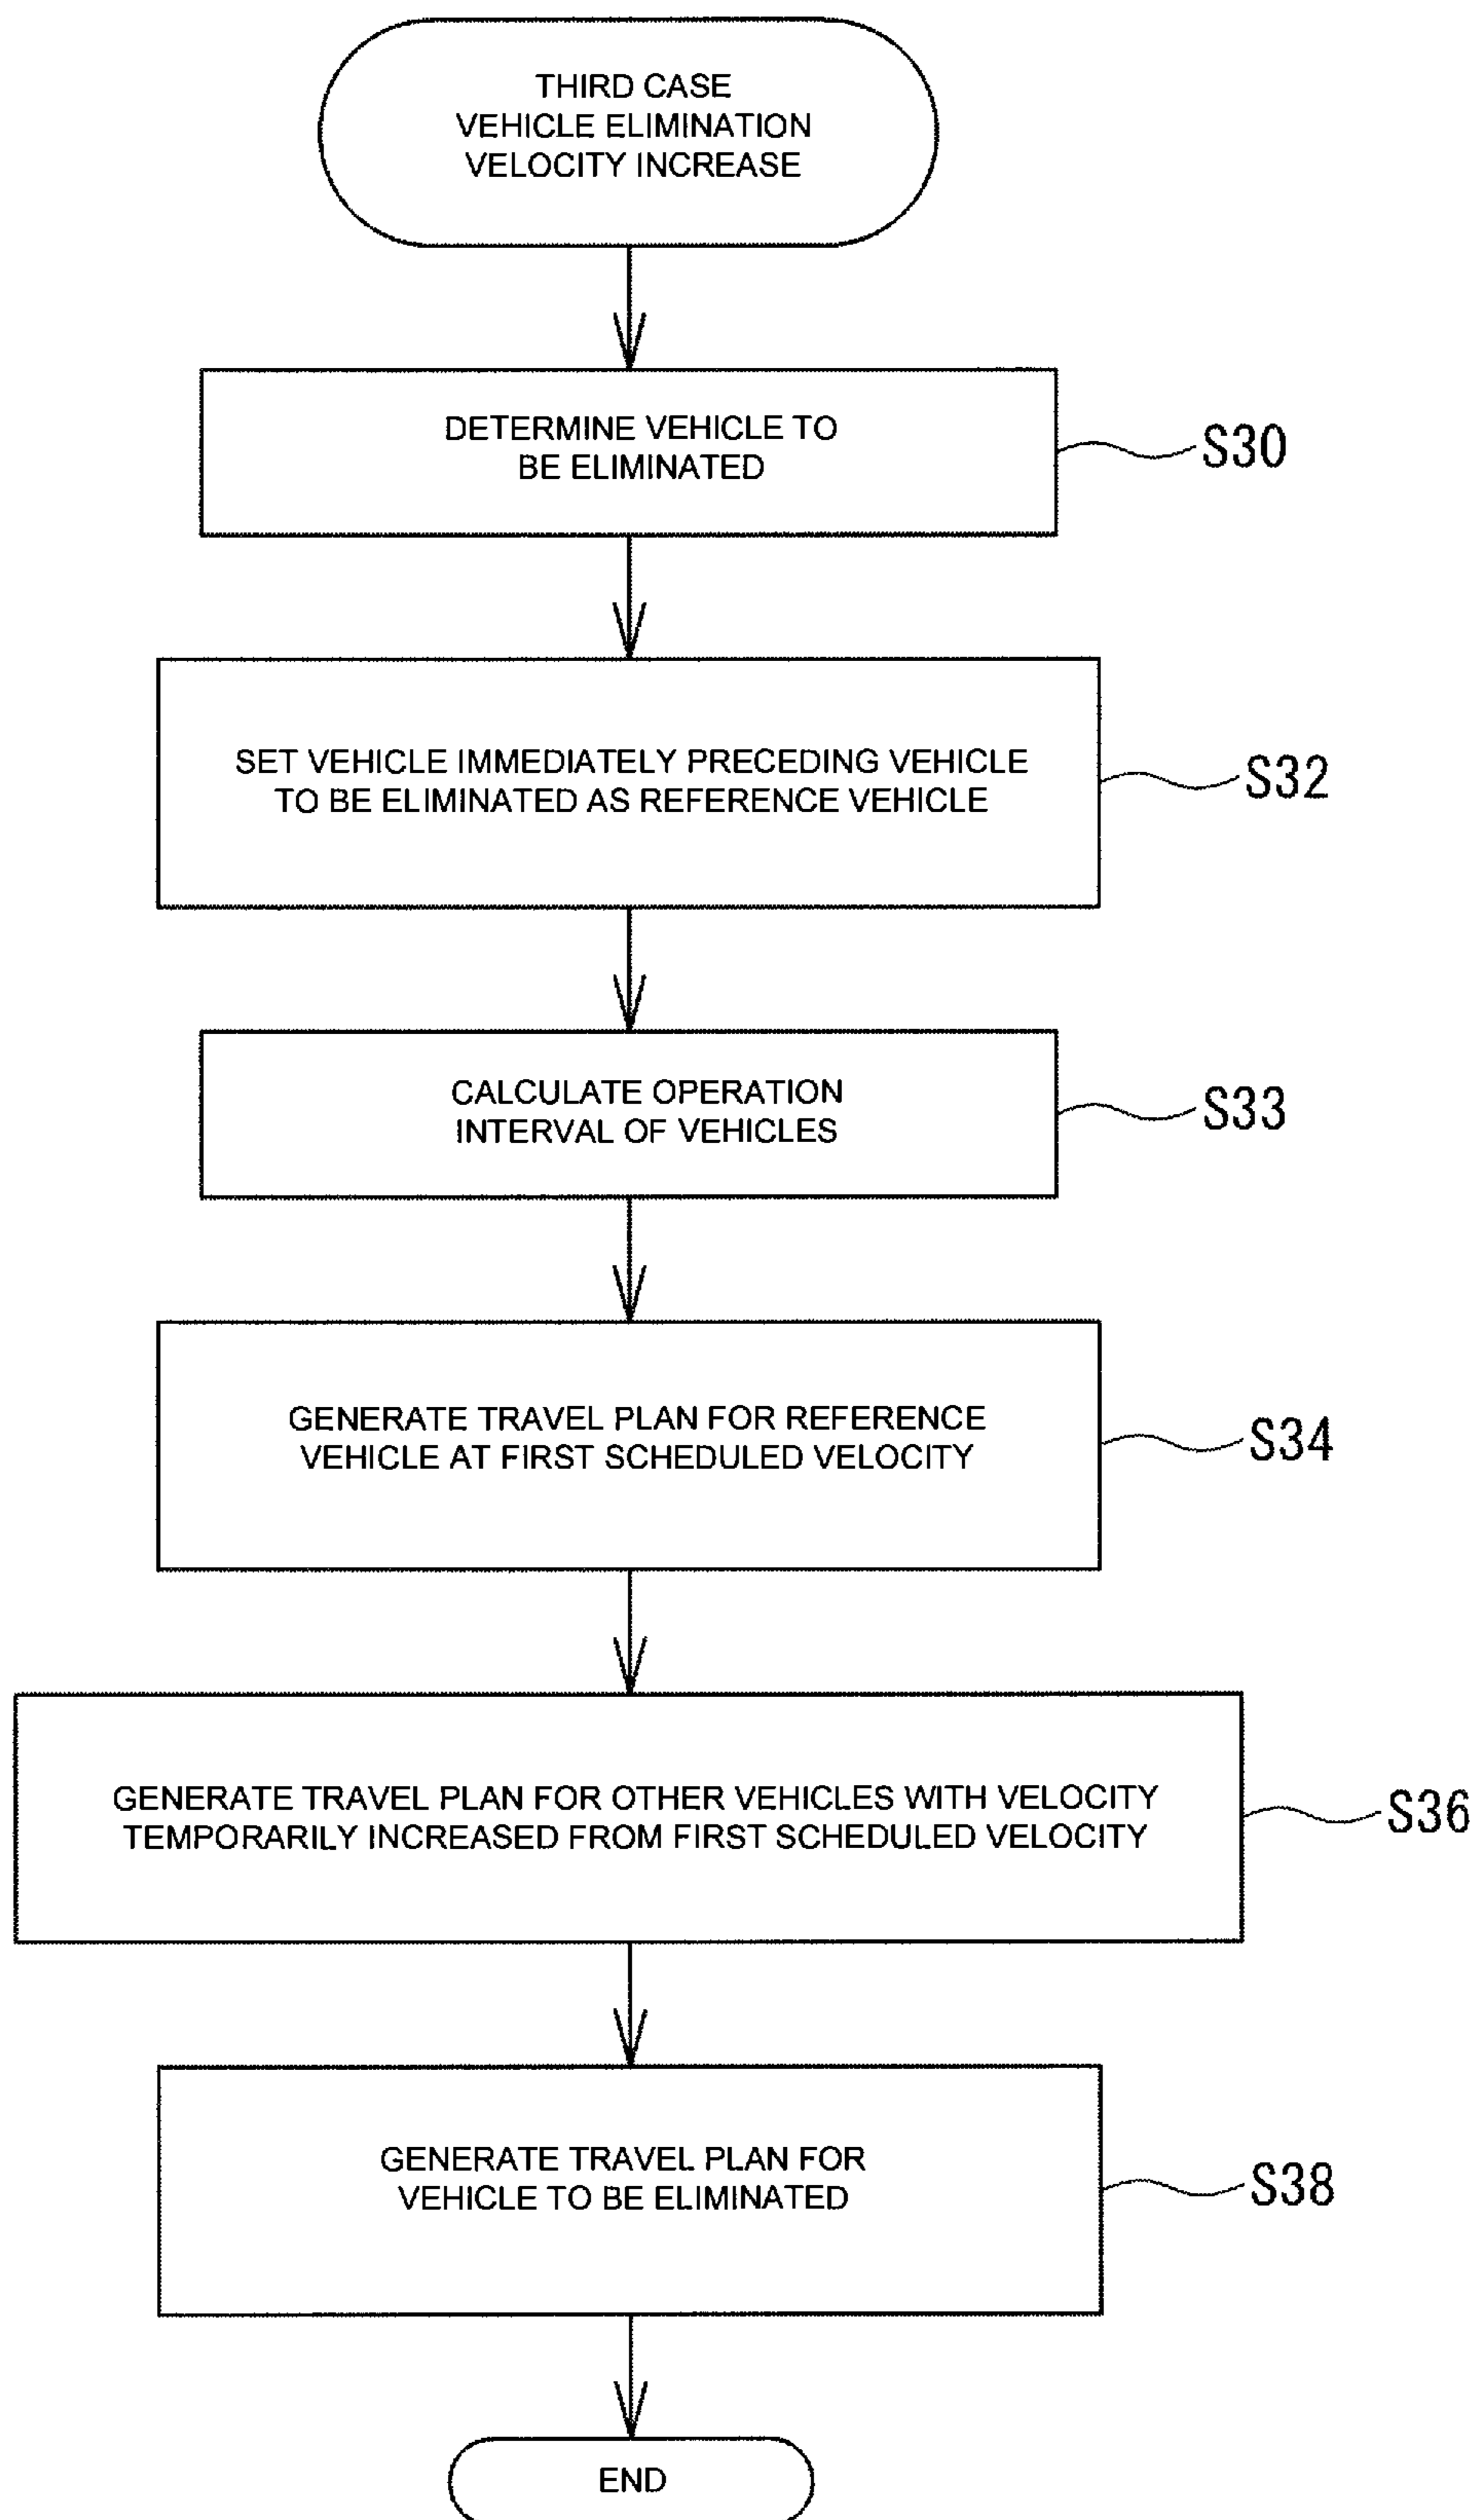 THIRD CASE
VEHICLE ELIMINATION
VELOCITY INCREASE
DETERMINE VEHICLE TO
BE ELIMINATED
S30
SET VEHICLE IMMEDIATELY PRECEDING VEHICLE
TO BE ELIMINATED AS REFERENCE VEHICLE
S32
CALCULATE OPERATION
INTERVAL OF VEHICLES
S33
GENERATE TRAVEL PLAN FOR REFERENCE
VEHICLE AT FIRST SCHEDULED VELOCITY
S34
GENERATE TRAVEL PLAN FOR OTHER VEHICLES WITH VELOCITY
TEMPORARILY INCREASED FROM FIRST SCHEDULED VELOCITY
S36
GENERATE TRAVEL PLAN FOR
VEHICLE TO BE ELIMINATED
S38
END